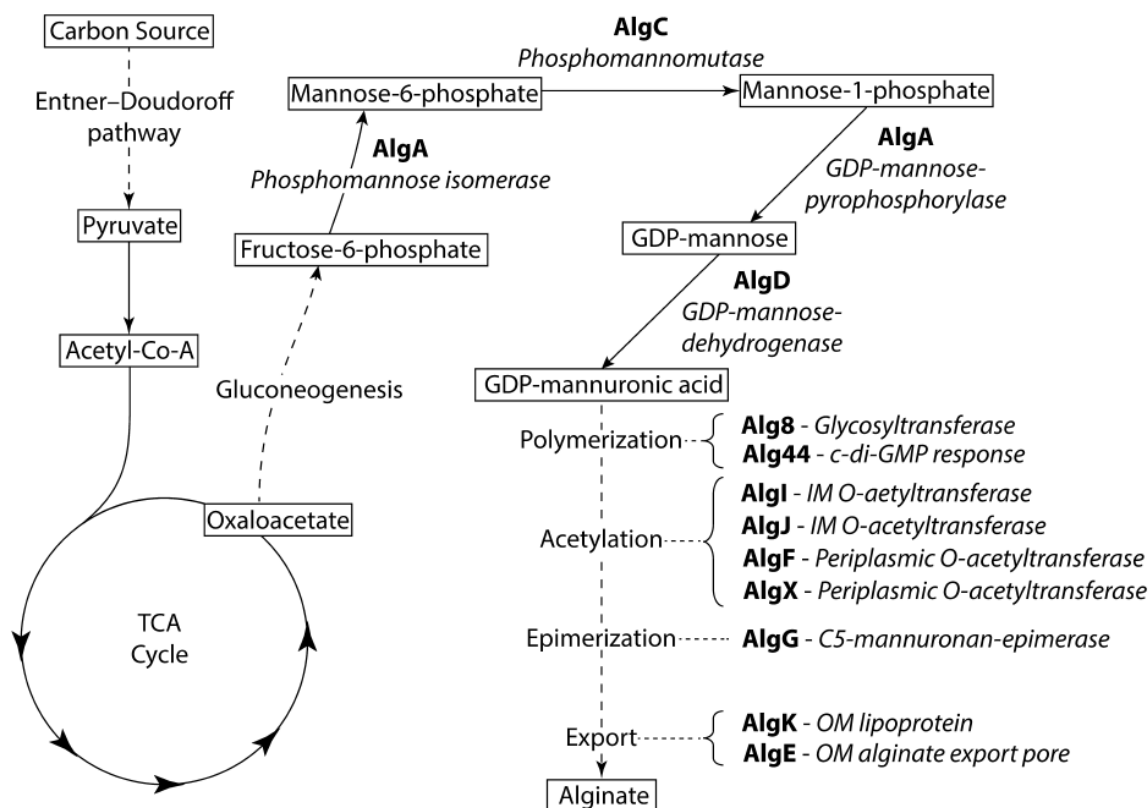 Carbon Source
Entner–Doudoroff
pathway
Pyruvate
Acetyl-Co-A
TCA
Cycle
Oxaloacetate
Gluconeogenesis
Fructose-6-phosphate
AlgA
Phosphomannose isomerase
Mannose-6-phosphate
AlgC
Phosphomannomutase
Mannose-1-phosphate
AlgA
GDP-mannose-
pyrophosphorylase
GDP-mannose
AlgD
GDP-mannose-
dehydrogenase
GDP-mannuronic acid
Polymerization
Alg8 - Glycosyltransferase
Alg44 - c-di-GMP response
Acetylation
AlgI - IM O-aetyltransferase
AlgJ - IM O-acetyltransferase
AlgF - Periplasmic O-acetyltransferase
AlgX - Periplasmic O-acetyltransferase
Epimerization
AlgG - C5-mannuronan-epimerase
Export
AlgK - OM lipoprotein
AlgE - OM alginate export pore
Alginate